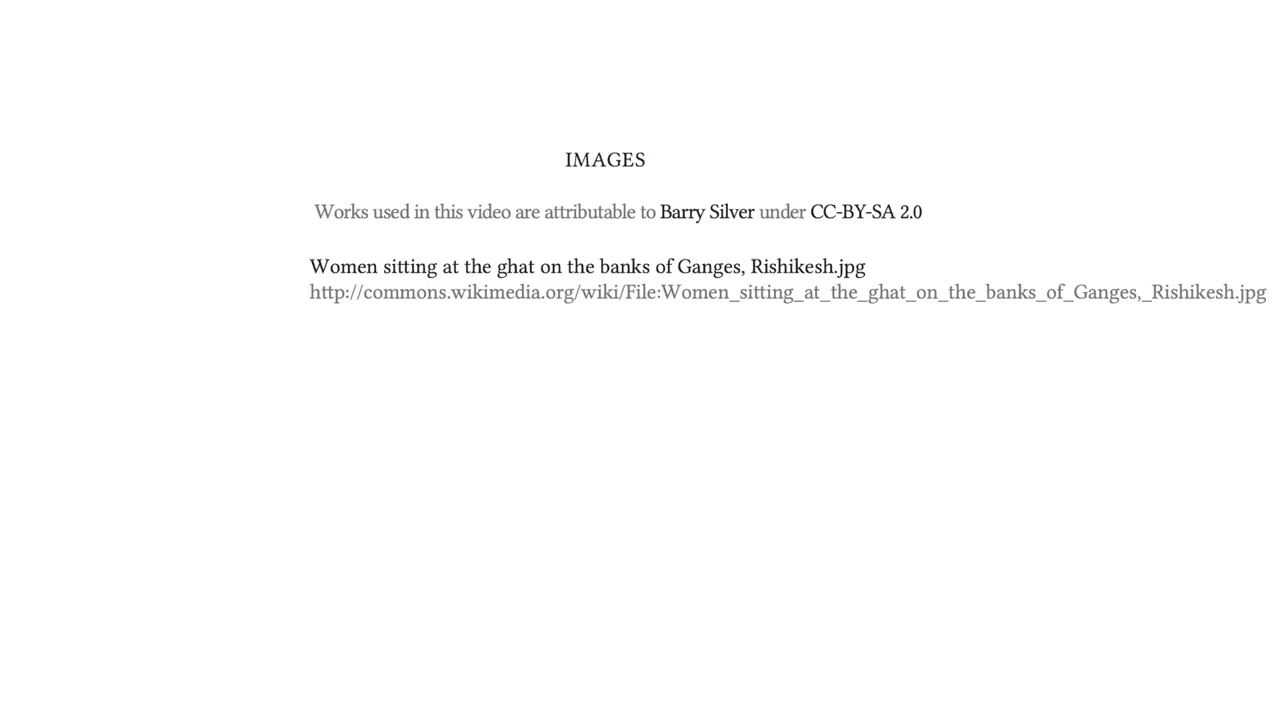 IMAGES
Works used in this video are attributable to Barry Silver under CC-BY-SA 2.0
Women sitting at the ghat on the banks of Ganges, Rishikesh.jpg
http://commons.wikimedia.org/wiki/File:Women_sitting_at_the_ghat_on_the_banks_of_Ganges,_Rishikesh.jpg